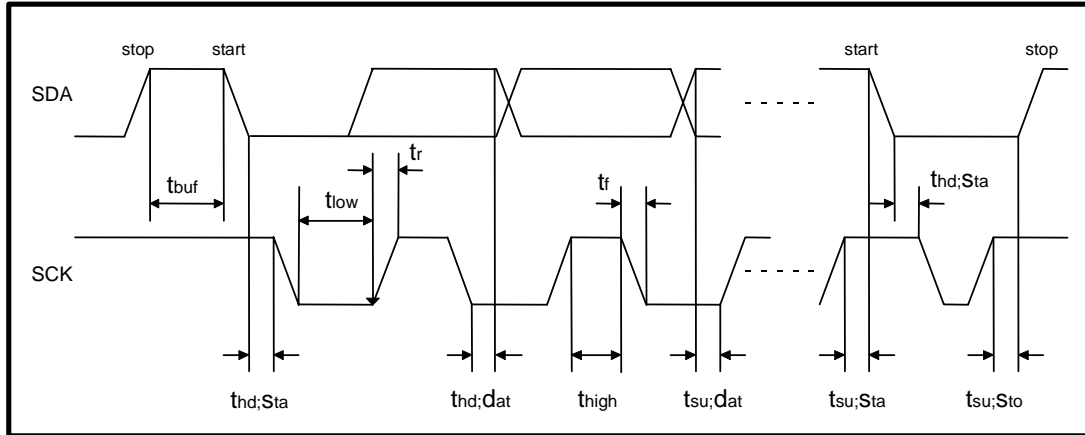 stop start start stop
SDA
tr
tbuf tlow tf thd;sta
SCK
thd;sta thd;dat thigh tsu;dat tsu;sta tsu;sto